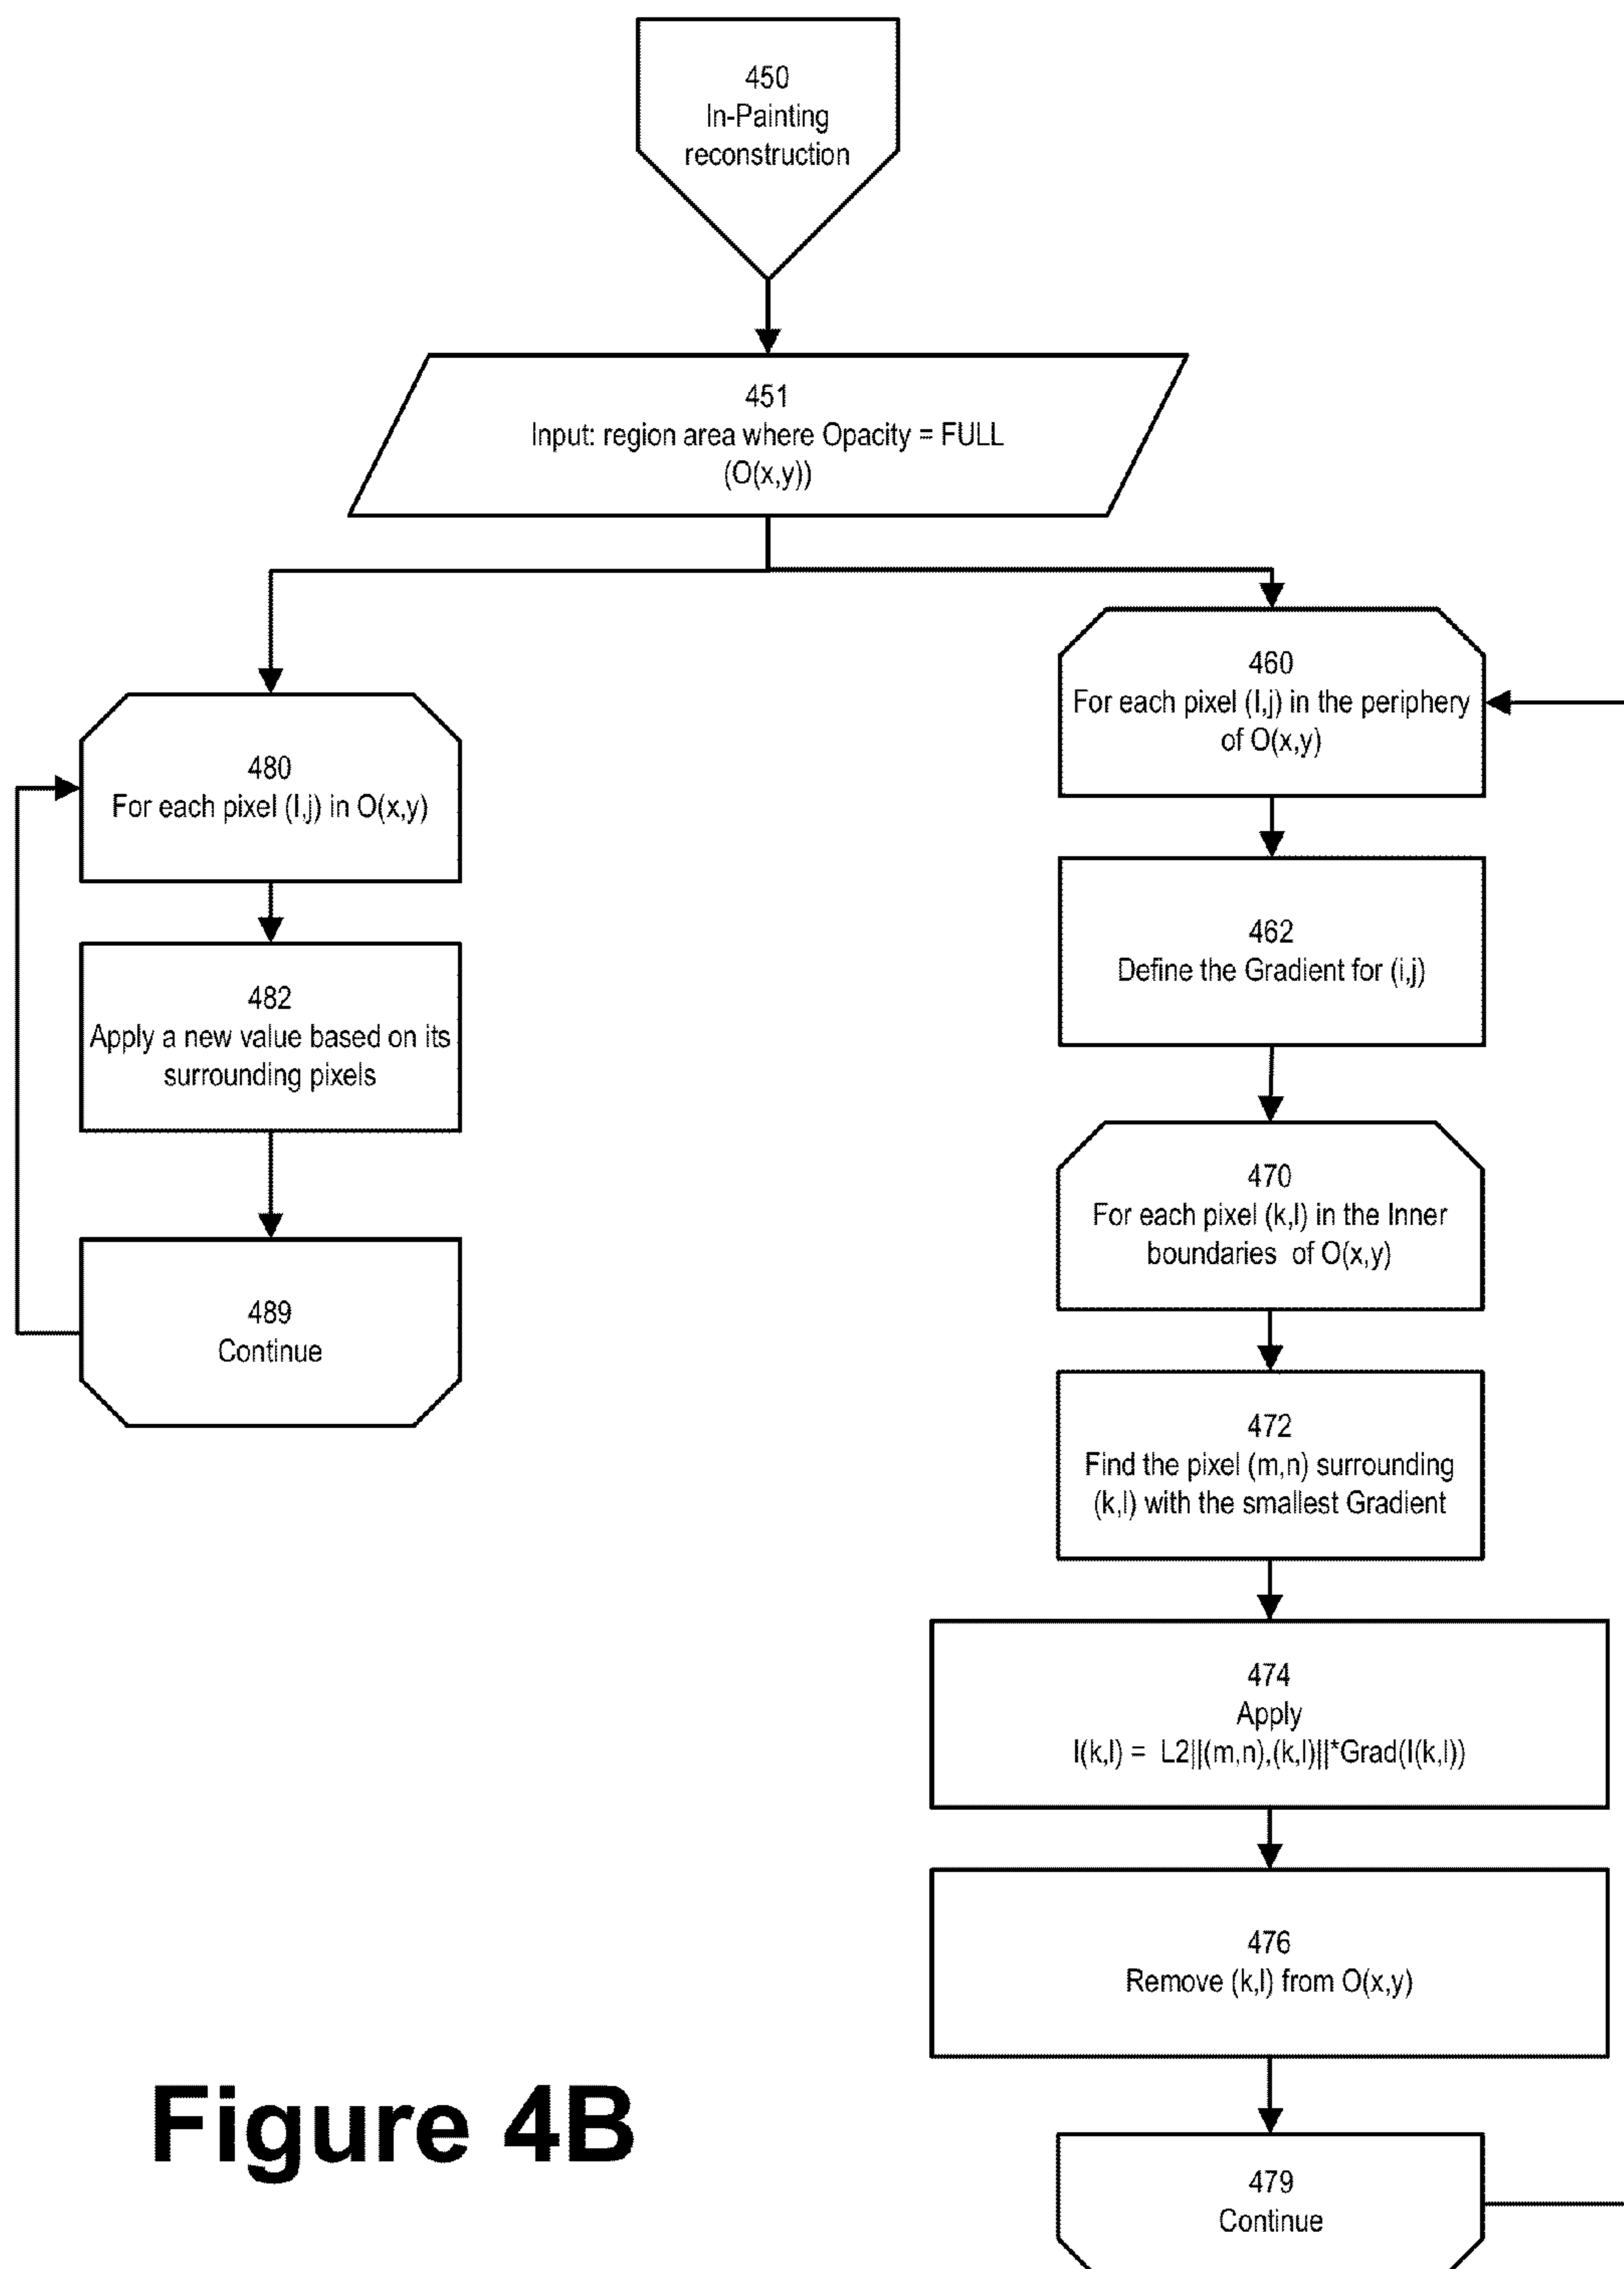 450
In-Painting
reconstruction
451
Input: region area where Opacity = FULL
(O(x,y))
480
For each pixel (I,j) in O(x,y)
482
Apply a new value based on its
surrounding pixels
489
Continue
460
For each pixel (I,j) in the periphery
of O(x,y)
462
Define the Gradient for (i,j)
470
For each pixel (k,l) in the Inner
boundaries of O(x,y)
472
Find the pixel (m,n) surrounding
(k,l) with the smallest Gradient
474
Apply
I(k,l) = L2||(m,n),(k,l)||*Grad(I(k,l))
476
Remove (k,l) from O(x,y)
479
Continue
Figure 4B